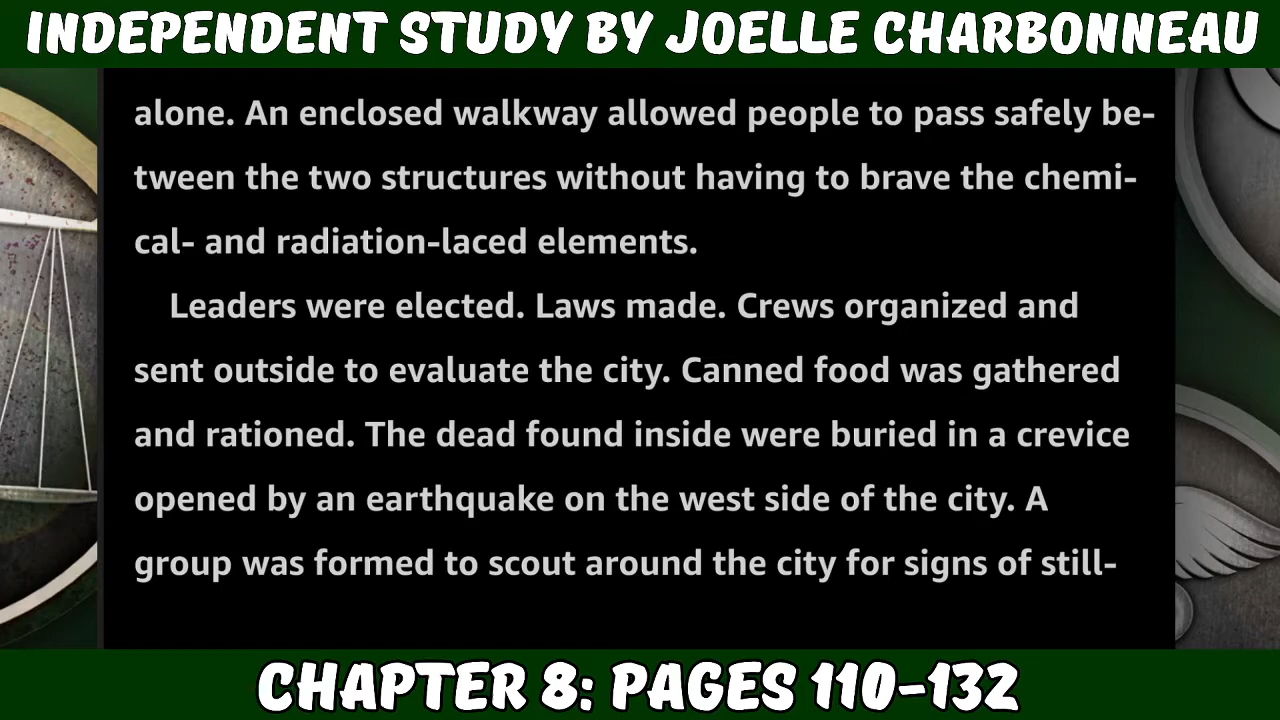 INDEPENDENT STUDY BY JOELLE CHARBONNEAU
alone. An enclosed walkway allowed people to pass safely be-
tween the two structures without having to brave the chemi-
cal- and radiation-laced elements.
Leaders were elected. Laws made. Crews organized and
sent outside to evaluate the city. Canned food was gathered
and rationed. The dead found inside were buried in a crevice
opened by an earthquake on the west side of the city. A
group was formed to scout around the city for signs of still-
CHAPTER 8: PAGES 110-132